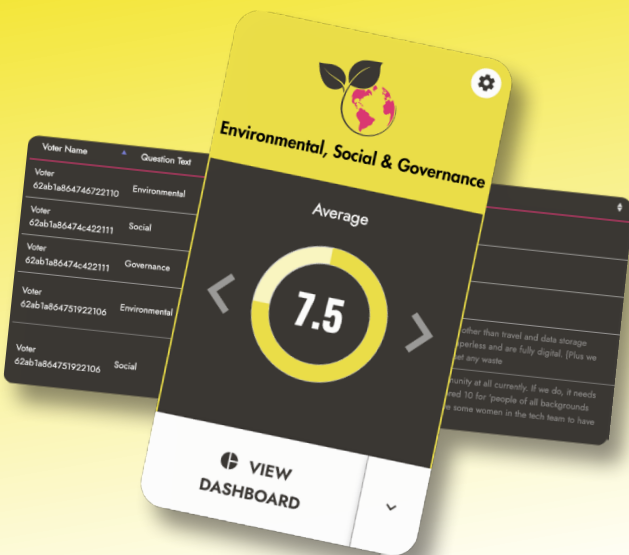 Environmental, Social & Governance
Average
7.5
VIEW
DASHBOARD
Voter Name
Question Text
Voter
62ab1a864746722110
Environmental
Voter
62ab1a86474c422111
Social
Voter
62ab1a86474c422111
Governance
Voter
62ab1a864751922106
Environmental
Voter
62ab1a864751922106
Social
other than travel and data storage
perless and are fully digital. (Plus we
et any waste
unity at all currently. If we do, it needs
red 10 for 'people of all backgrounds
e some women in the tech team to have